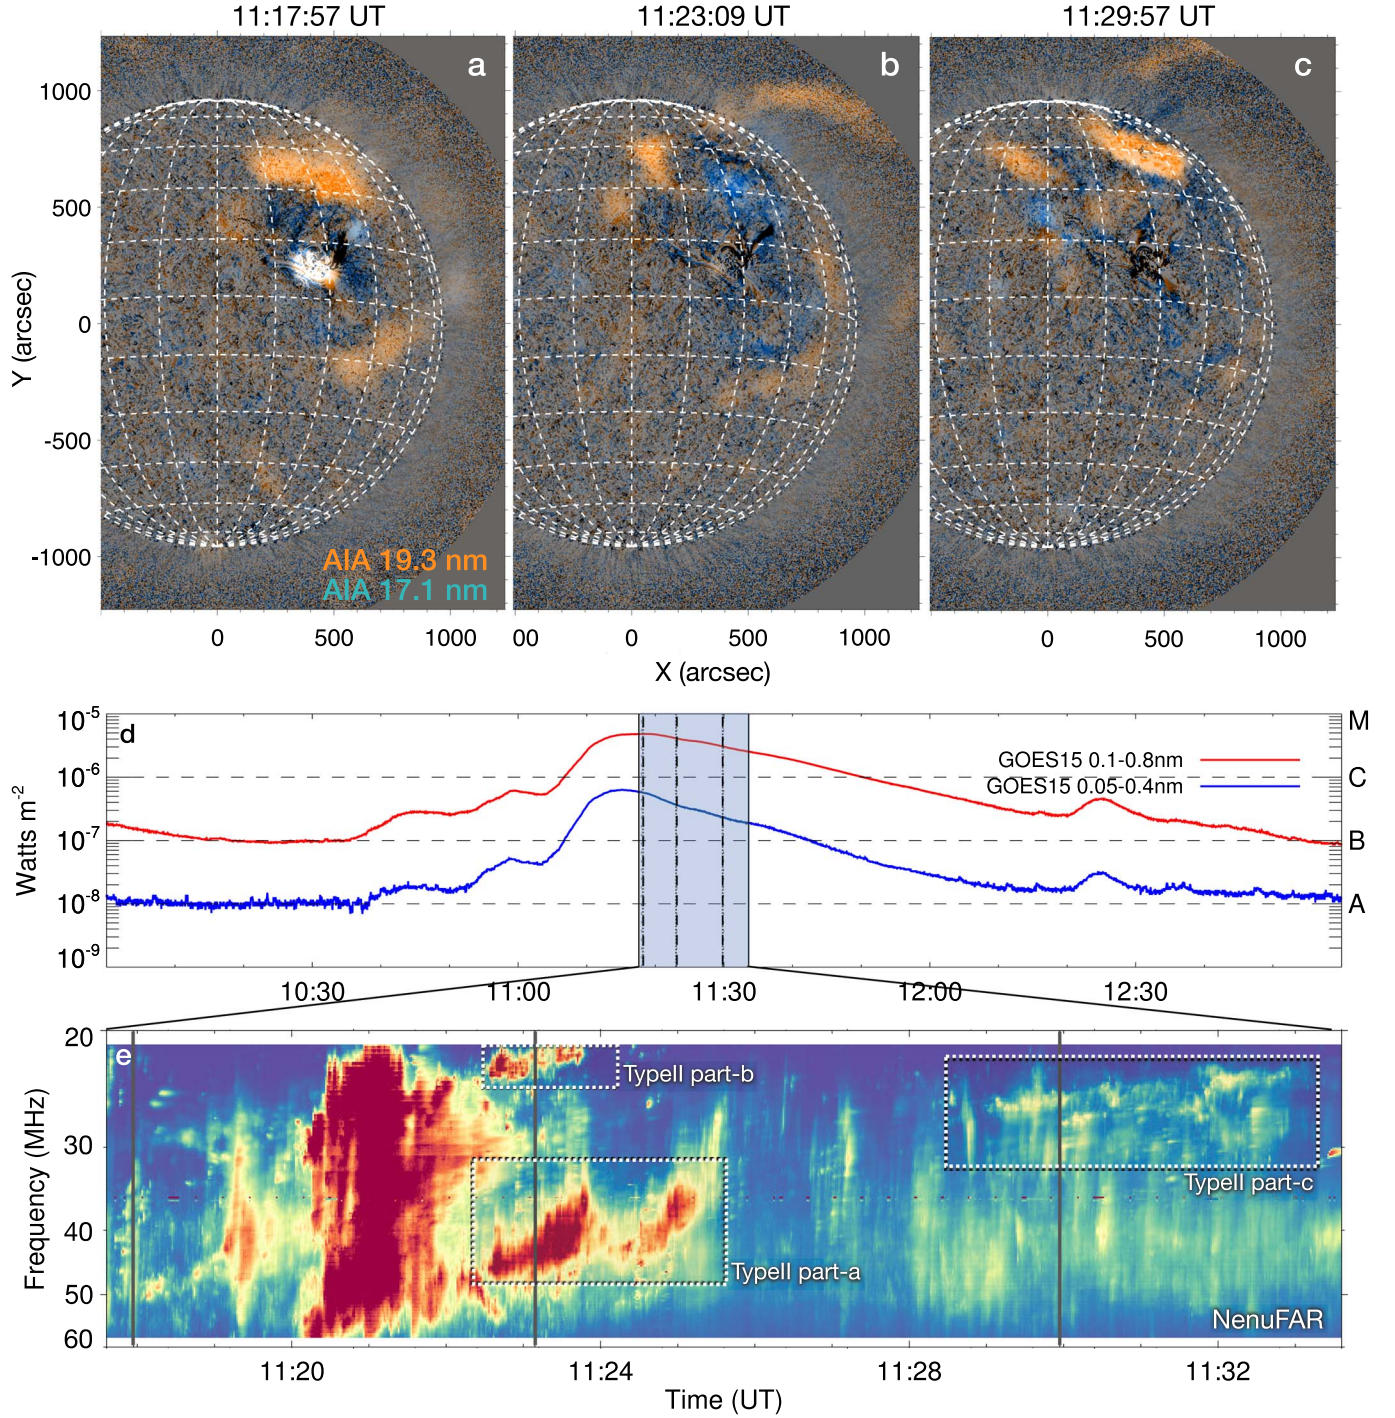 11:17:57 UT
11:23:09 UT
11:29:57 UT
a
b
c
1000
500
0
-500
-1000
Y (arcsec)
AIA 19.3 nm
AIA 17.1 nm
0 500 1000
00 0 500 1000
0 500 1000
X (arcsec)
d
10-5
10-6
10-7
10-8
10-9
Watts m-2
M
C
B
A
GOES15 0.1-0.8nm
GOES15 0.05-0.4nm
10:30 11:00 11:30 12:00 12:30
e
20
30
40
50
60
Frequency (MHz)
TypeII part-b
TypeII part-c
TypeII part-a
NenuFAR
11:20 11:24 11:28 11:32
Time (UT)